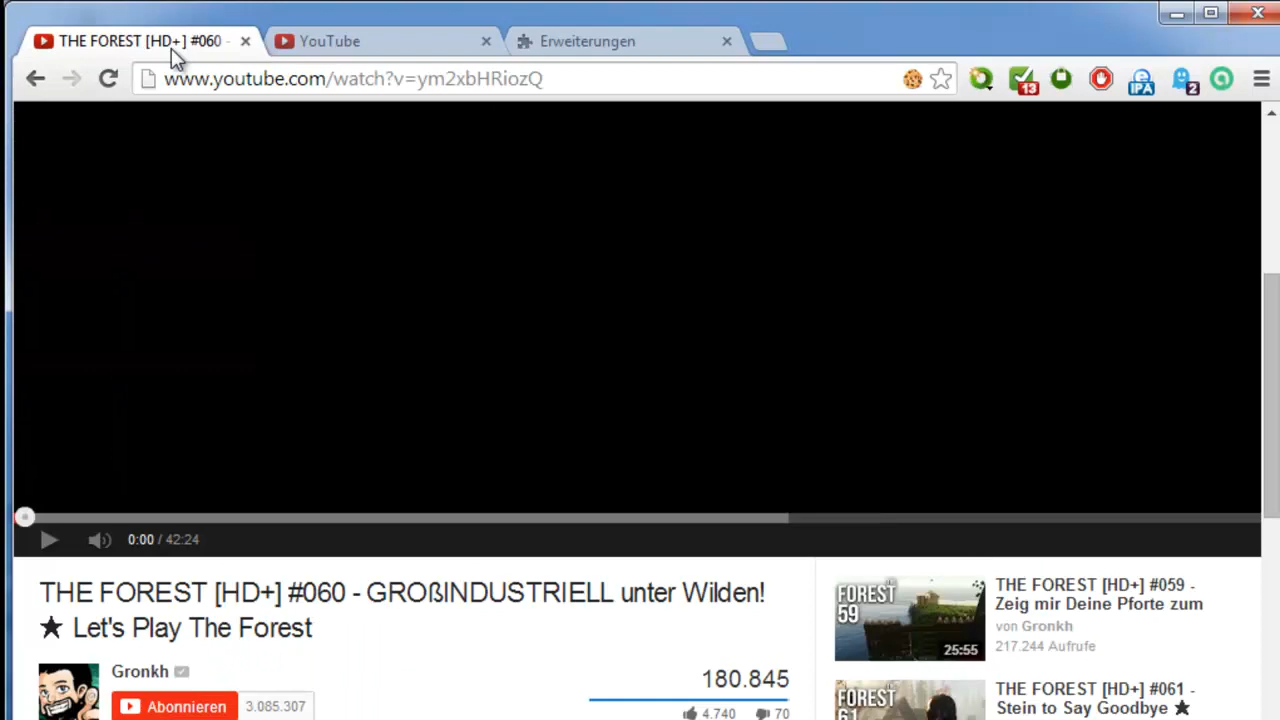 THE FOREST [HD+] #060 -
YouTube
Erweiterungen
www.youtube.com/watch?v=ym2xbHRiozQ
13
IPA
2
0:00 / 42:24
THE FOREST [HD+] #060 - GROßINDUSTRIELL unter Wilden!
★ Let's Play The Forest
Gronkh
Abonnieren
3.085.307
180.845
4.740
70
FOREST
59
25:55
THE FOREST [HD+] #059 -
Zeig mir Deine Pforte zum
von Gronkh
217.244 Aufrufe
FOREST
61
THE FOREST [HD+] #061 -
Stein to Say Goodbye ★